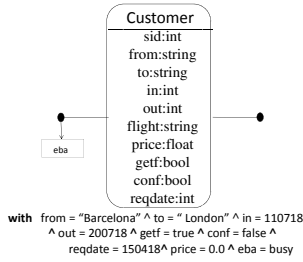 Customer
sid:int
from:string
to:string
in:int
out:int
flight:string
price:float
getf:bool
conf:bool
reqdate:int
eba
with from = “Barcelona” ^ to = “ London” ^ in = 110718
^ out = 200718 ^ getf = true ^ conf = false ^
reqdate = 150418^ price = 0.0 ^ eba = busy